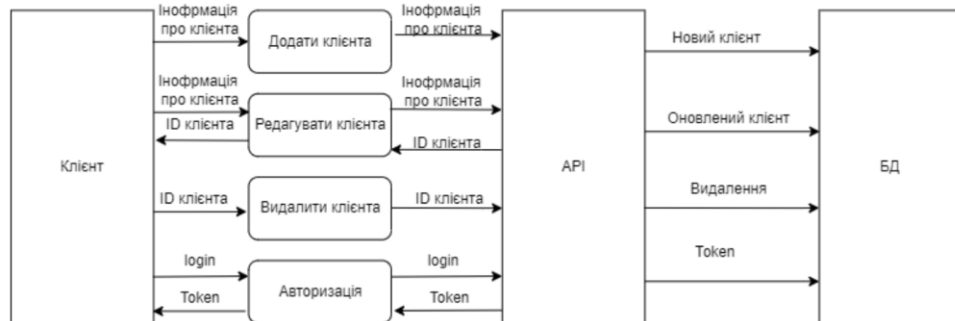 Інофрмація
про клієнта
Додати клієнта
Інофрмація
про клієнта
Новий клієнт
Інофрмація
про клієнта
Редагувати клієнта
Інофрмація
про клієнта
ID клієнта
ID клієнта
Оновлений клієнт
Клієнт
API
БД
ID клієнта
Видалити клієнта
ID клієнта
Видалення
login
Авторизація
login
Token
Token
Token